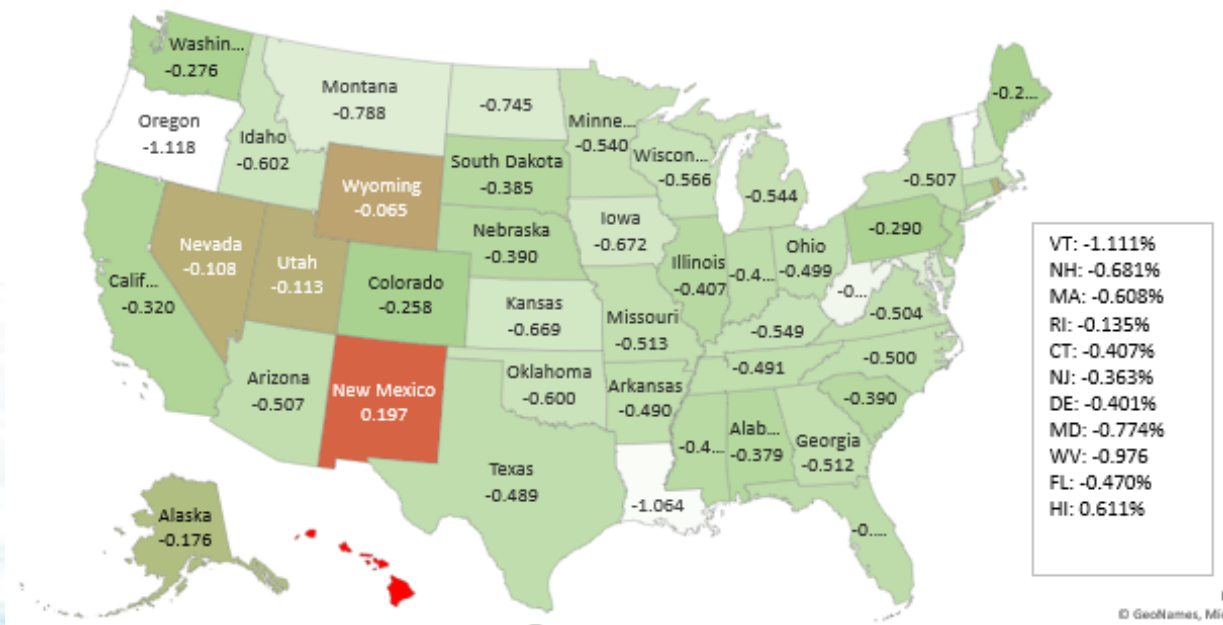 Washin...
-0.276
Montana
-0.788
-0.745
Oregon
-1.118
Idaho
-0.602
Minne...
-0.540
Wiscon...
-0.566
-0.544
-0.2...
-0.507
South Dakota
-0.385
Wyoming
-0.065
Iowa
-0.672
Nebraska
-0.390
-0.290
Nevada
-0.108
Utah
-0.113
Illinois
-0.407
-0.4...
Ohio
-0.499
-0....
Calif...
-0.320
Colorado
-0.258
Kansas
-0.669
Missouri
-0.513
-0.549
-0.504
-0.500
Arizona
-0.507
New Mexico
0.197
Oklahoma
-0.600
Arkansas
-0.490
-0.491
-0.390
-0.4...
Alab...
-0.379
Georgia
-0.512
Texas
-0.489
-1.064
-0....
Alaska
-0.176
VT: -1.111%
NH: -0.681%
MA: -0.608%
RI: -0.135%
CT: -0.407%
NJ: -0.363%
DE: -0.401%
MD: -0.774%
WV: -0.976
FL: -0.470%
HI: 0.611%
© GeoNames, Mi